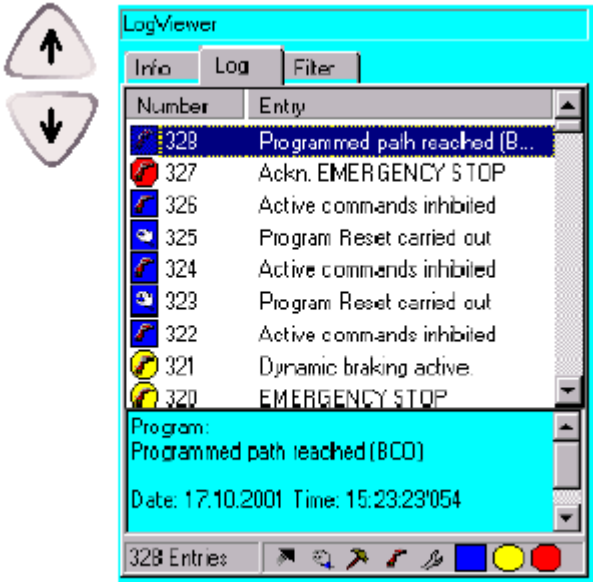 LogViewer
Info Log Filter
Number Entry
328 Programmed path reached (B...
327 Ackn. EMERGENCY STOP
326 Active commands inhibited
325 Program Reset carried out
324 Active commands inhibited
323 Program Reset carried out
322 Active commands inhibited
321 Dynamic braking active.
320 EMERGENCY STOP
Program:
Programmed path reached (BCO)
Date: 17.10.2001 Time: 15:23:23'054
328 Entries